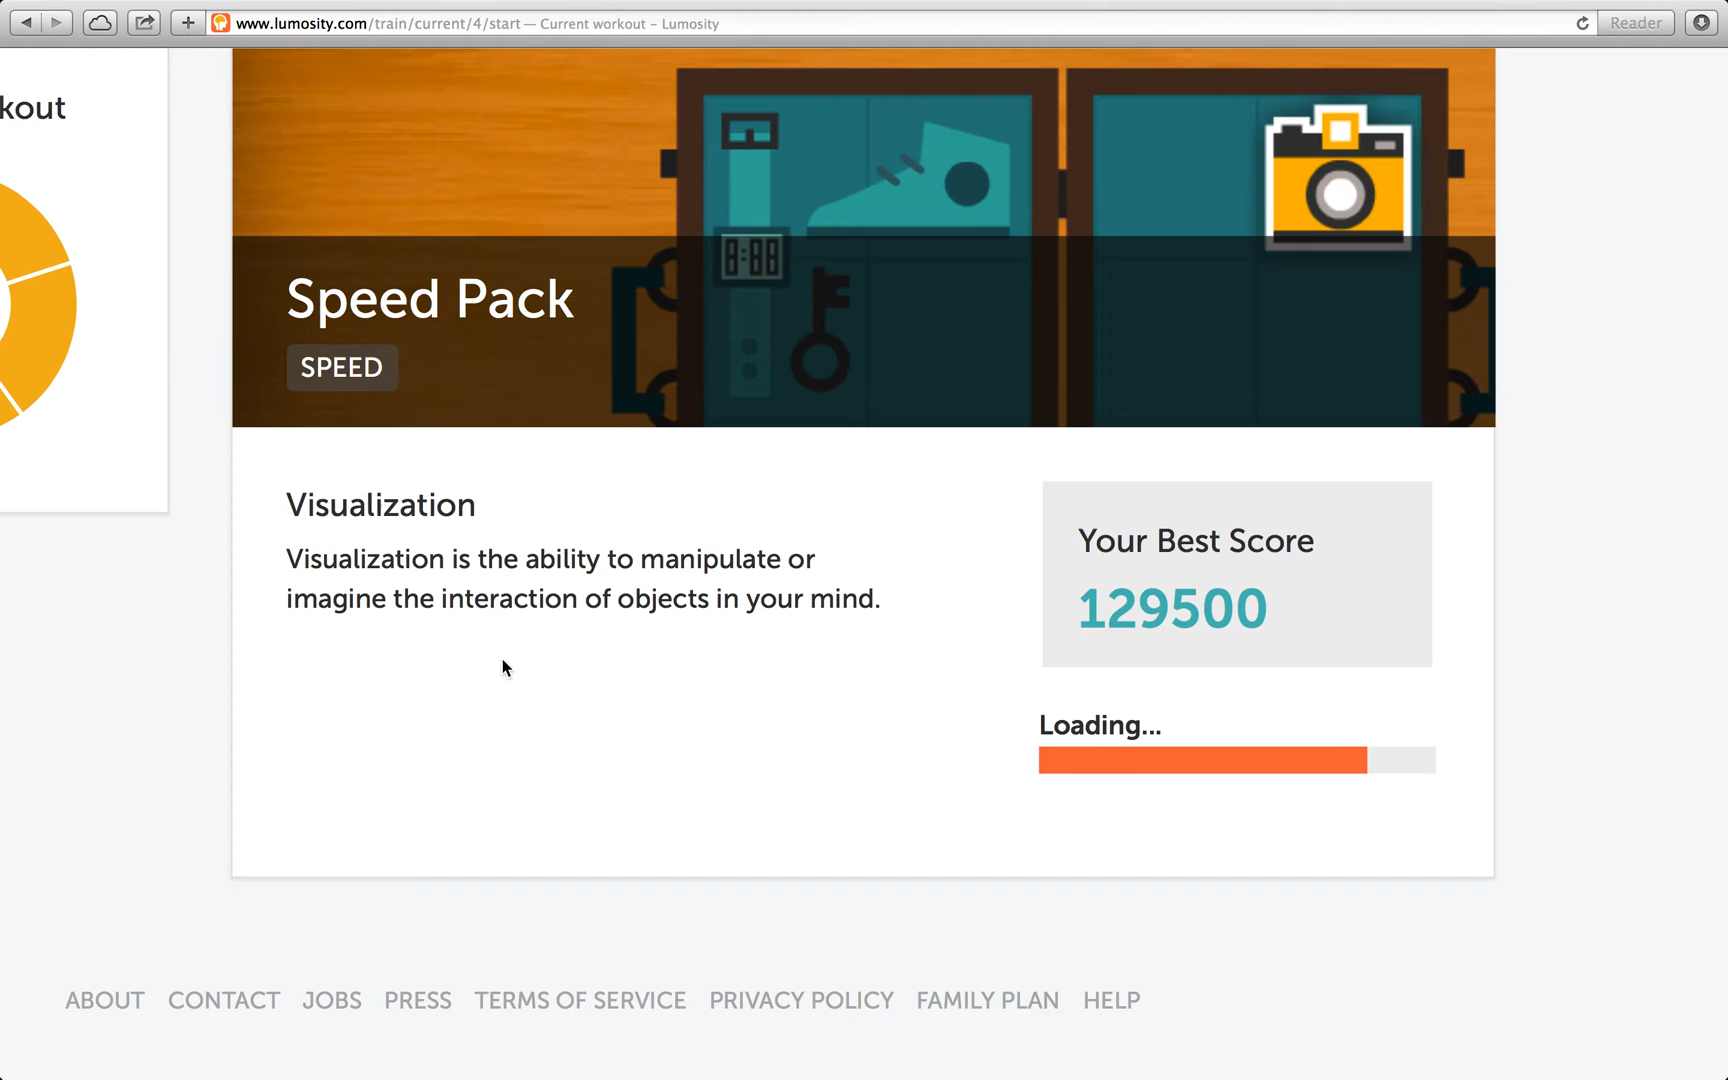 www.lumosity.com/train/current/4/start — Current workout – Lumosity
Reader
kout
8:88
Speed Pack
SPEED
Visualization
Visualization is the ability to manipulate or
imagine the interaction of objects in your mind.
Your Best Score
129500
Loading...
ABOUT CONTACT JOBS PRESS TERMS OF SERVICE PRIVACY POLICY FAMILY PLAN HELP